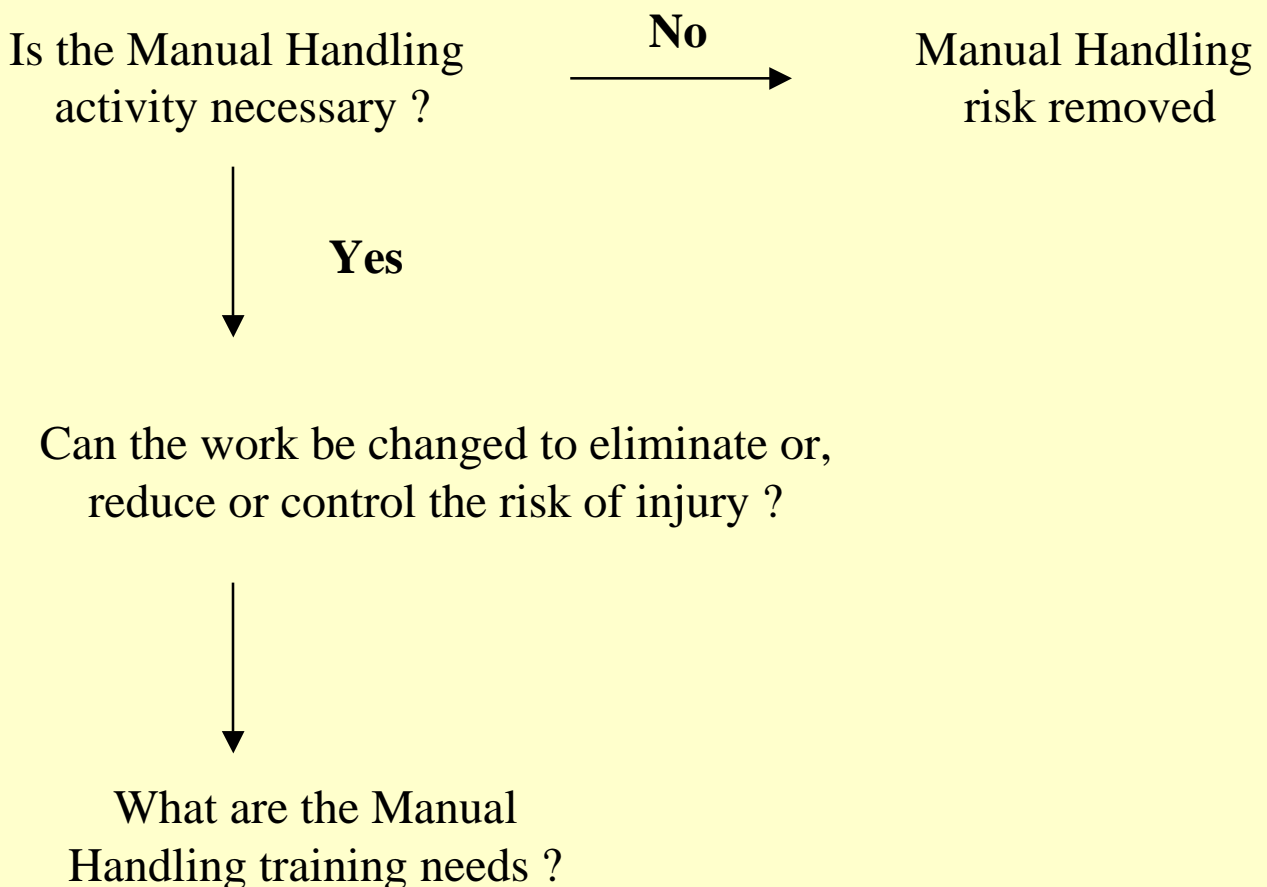 Is the Manual Handling
activity necessary ?
No
Manual Handling
risk removed
Yes
Can the work be changed to eliminate or,
reduce or control the risk of injury ?
What are the Manual
Handling training needs ?